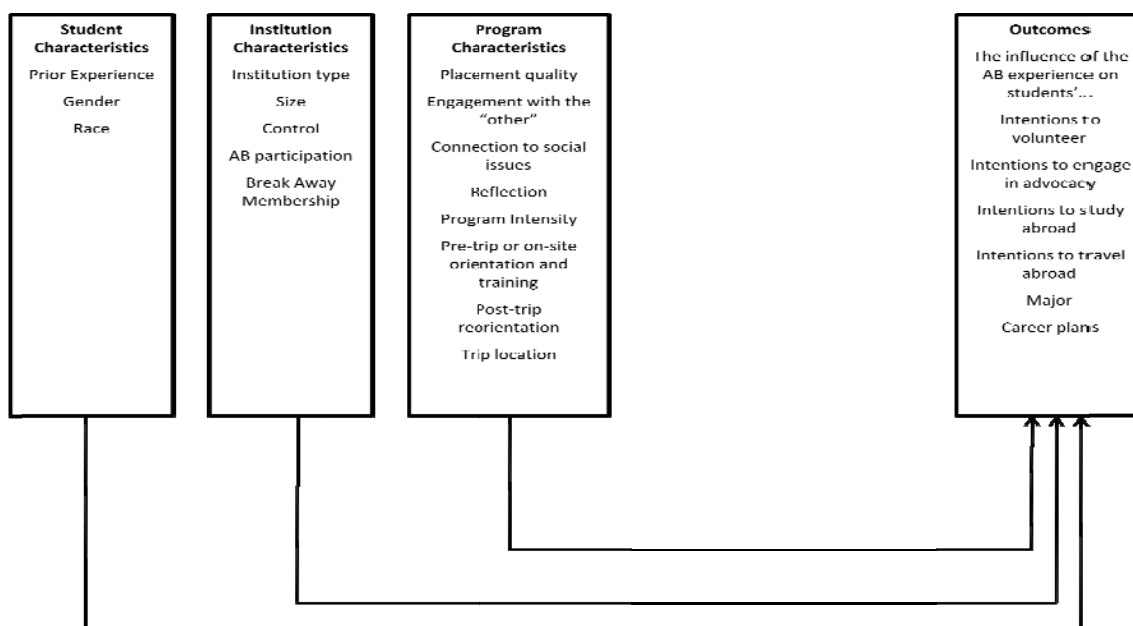 Student
Characteristics
Prior Experience
Gender
Race
Institution
Characteristics
Institution type
Size
Control
AB participation
Break Away
Membership
Program
Characteristics
Placement quality
Engagement with the
“other”
Connection to social
issues
Reflection
Program Intensity
Pre-trip or on-site
orientation and
training
Post-trip
reorientation
Trip location
Outcomes
The influence of the
AB experience on
students’...
Intentions to
volunteer
Intentions to engage
in advocacy
Intentions to study
abroad
Intentions to travel
abroad
Major
Career plans